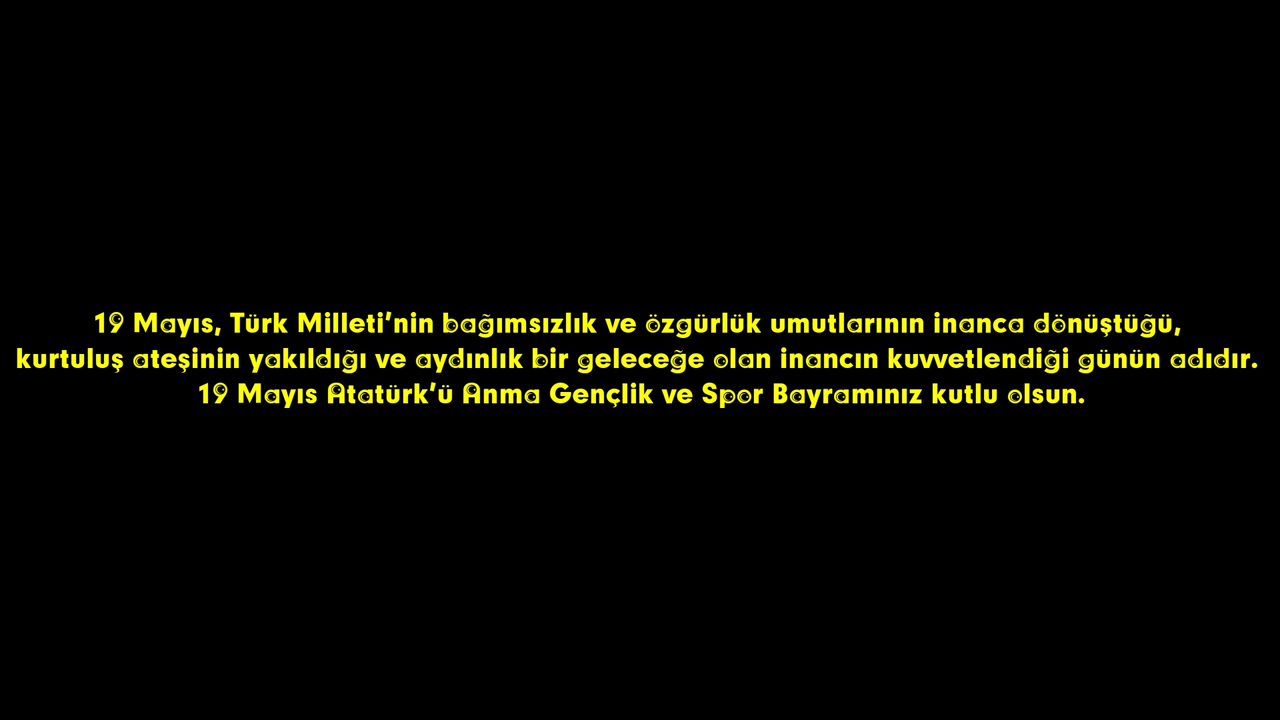 19 Mayıs, Türk Milleti'nin bağımsızlık ve özgürlük umutlarının inanca dönüştüğü,
kurtuluş ateşinin yakıldığı ve aydınlık bir geleceğe olan inancın kuvvetlendiği günün adıdır.
19 Mayıs Atatürk'ü Anma Gençlik ve Spor Bayramınız kutlu olsun.